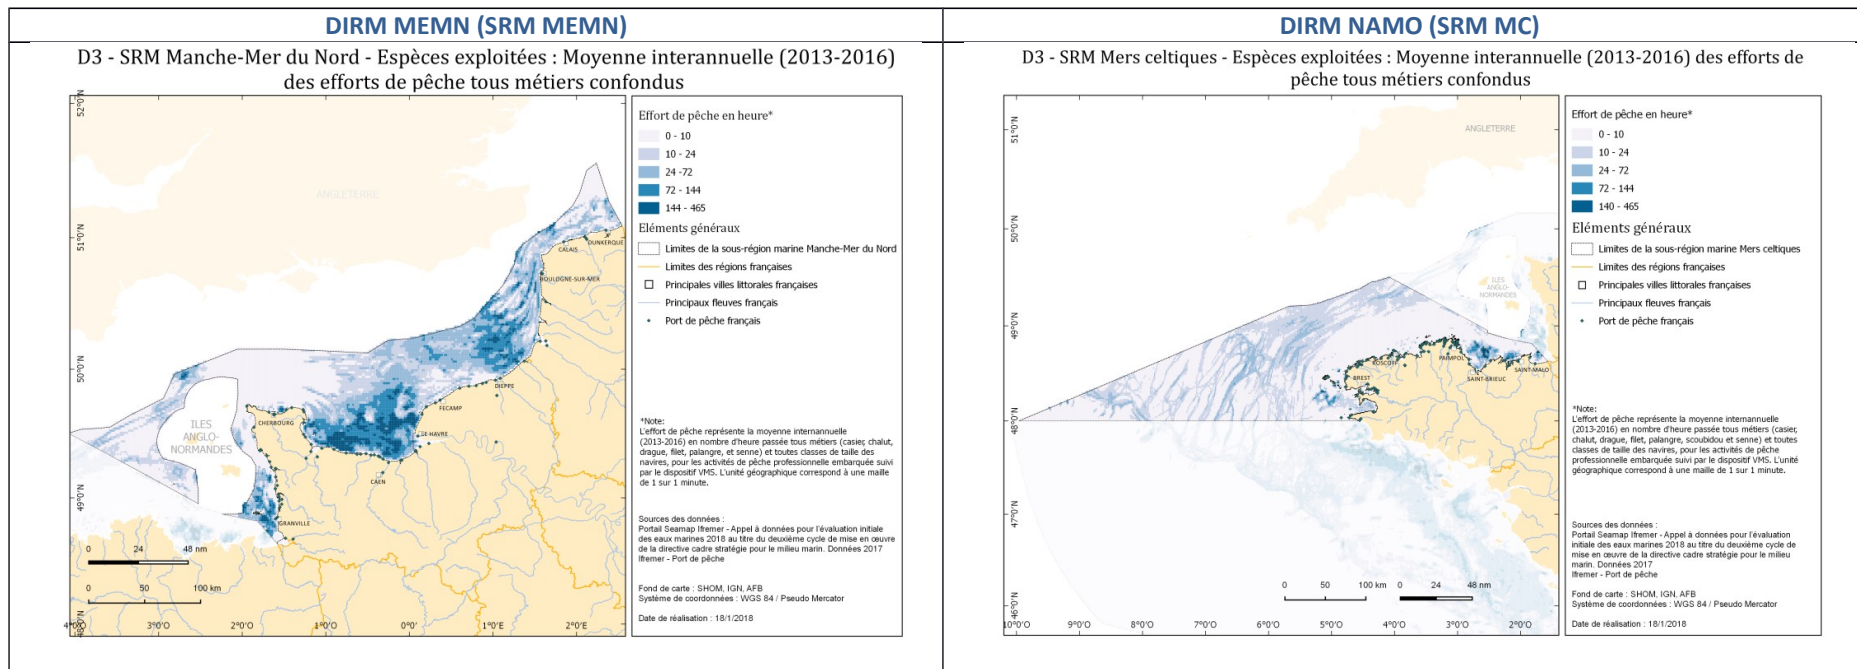 DIRM MEMN (SRM MEMN)
D3 - SRM Manche-Mer du Nord - Espèces exploitées : Moyenne interannuelle (2013-2016)
des efforts de pêche tous métiers confondus
52°0'N
51°0'N
50°0'N
49°0'N
48°0'N
4°0'O
3°0'O
2°0'O
1°0'O
0°0'
1°0'E
2°0'E
ANGLETERRE
DUNKERQUE
CALAIS
BOULOGNE-SUR-MER
DIEPPE
FECAMP
LE-HAVRE
CHERBOURG
CAEN
GRANVILLE
ILES
ANGLO-
NORMANDES
0 24 48 nm
0 50 100 km
Effort de pêche en heure*
0 - 10
10 - 24
24 -72
72 - 144
144 - 465
Eléments généraux
Limites de la sous-région marine Manche-Mer du Nord
Limites des régions françaises
Principales villes littorales françaises
Principaux fleuves français
Port de pêche français
*Note:
L'effort de pêche représente la moyenne interannuelle
(2013-2016) en nombre d'heure passée tous métiers (casier, chalut,
drague, filet, palangre, et senne) et toutes classes de taille des
navires, pour les activités de pêche professionnelle embarquée suivi
par le dispositif VMS. L'unité géographique correspond à une maille
de 1 sur 1 minute.
Sources des données :
Portail Seamap Ifremer - Appel à données pour l'évaluation initiale
des eaux marines 2018 au titre du deuxième cycle de mise en œuvre
de la directive cadre stratégie pour le milieu marin. Données 2017
Ifremer - Port de pêche
Fond de carte : SHOM, IGN, AFB
Système de coordonnées : WGS 84 / Pseudo Mercator
Date de réalisation : 18/1/2018
DIRM NAMO (SRM MC)
D3 - SRM Mers celtiques - Espèces exploitées : Moyenne interannuelle (2013-2016) des efforts de
pêche tous métiers confondus
51°0'N
50°0'N
49°0'N
48°0'N
47°0'N
46°0'N
10°0'O
9°0'O
8°0'O
7°0'O
6°0'O
5°0'O
4°0'O
3°0'O
2°0'O
ANGLETERRE
ILES
ANGLO-
NORMANDES
ROSCOFF
PAIMPOL
BREST
SAINT-BRIEUC
SAINT-MALO
0 50 100 km
0 24 48 nm
Effort de pêche en heure*
0 - 10
10 - 24
24 - 72
72 - 144
140 - 465
Eléments généraux
Limites de la sous-région marine Mers celtiques
Limites des régions françaises
Principales villes littorales françaises
Principaux fleuves français
Port de pêche français
*Note:
L'effort de pêche représente la moyenne interannuelle
(2013-2016) en nombre d'heure passée tous métiers (casier,
chalut, drague, filet, palangre, scoubidou et senne) et toutes
classes de taille des navires, pour les activités de pêche
professionnelle embarquée suivi par le dispositif VMS. L'unité
géographique correspond à une maille de 1 sur 1 minute.
Sources des données :
Portail Seamap Ifremer - Appel à données pour l'évaluation
initiale des eaux marines 2018 au titre du deuxième cycle de
mise en œuvre de la directive cadre stratégie pour le milieu
marin. Données 2017
Ifremer - Port de pêche
Fond de carte : SHOM, IGN, AFB
Système de coordonnées : WGS 84 / Pseudo Mercator
Date de réalisation : 18/1/2018